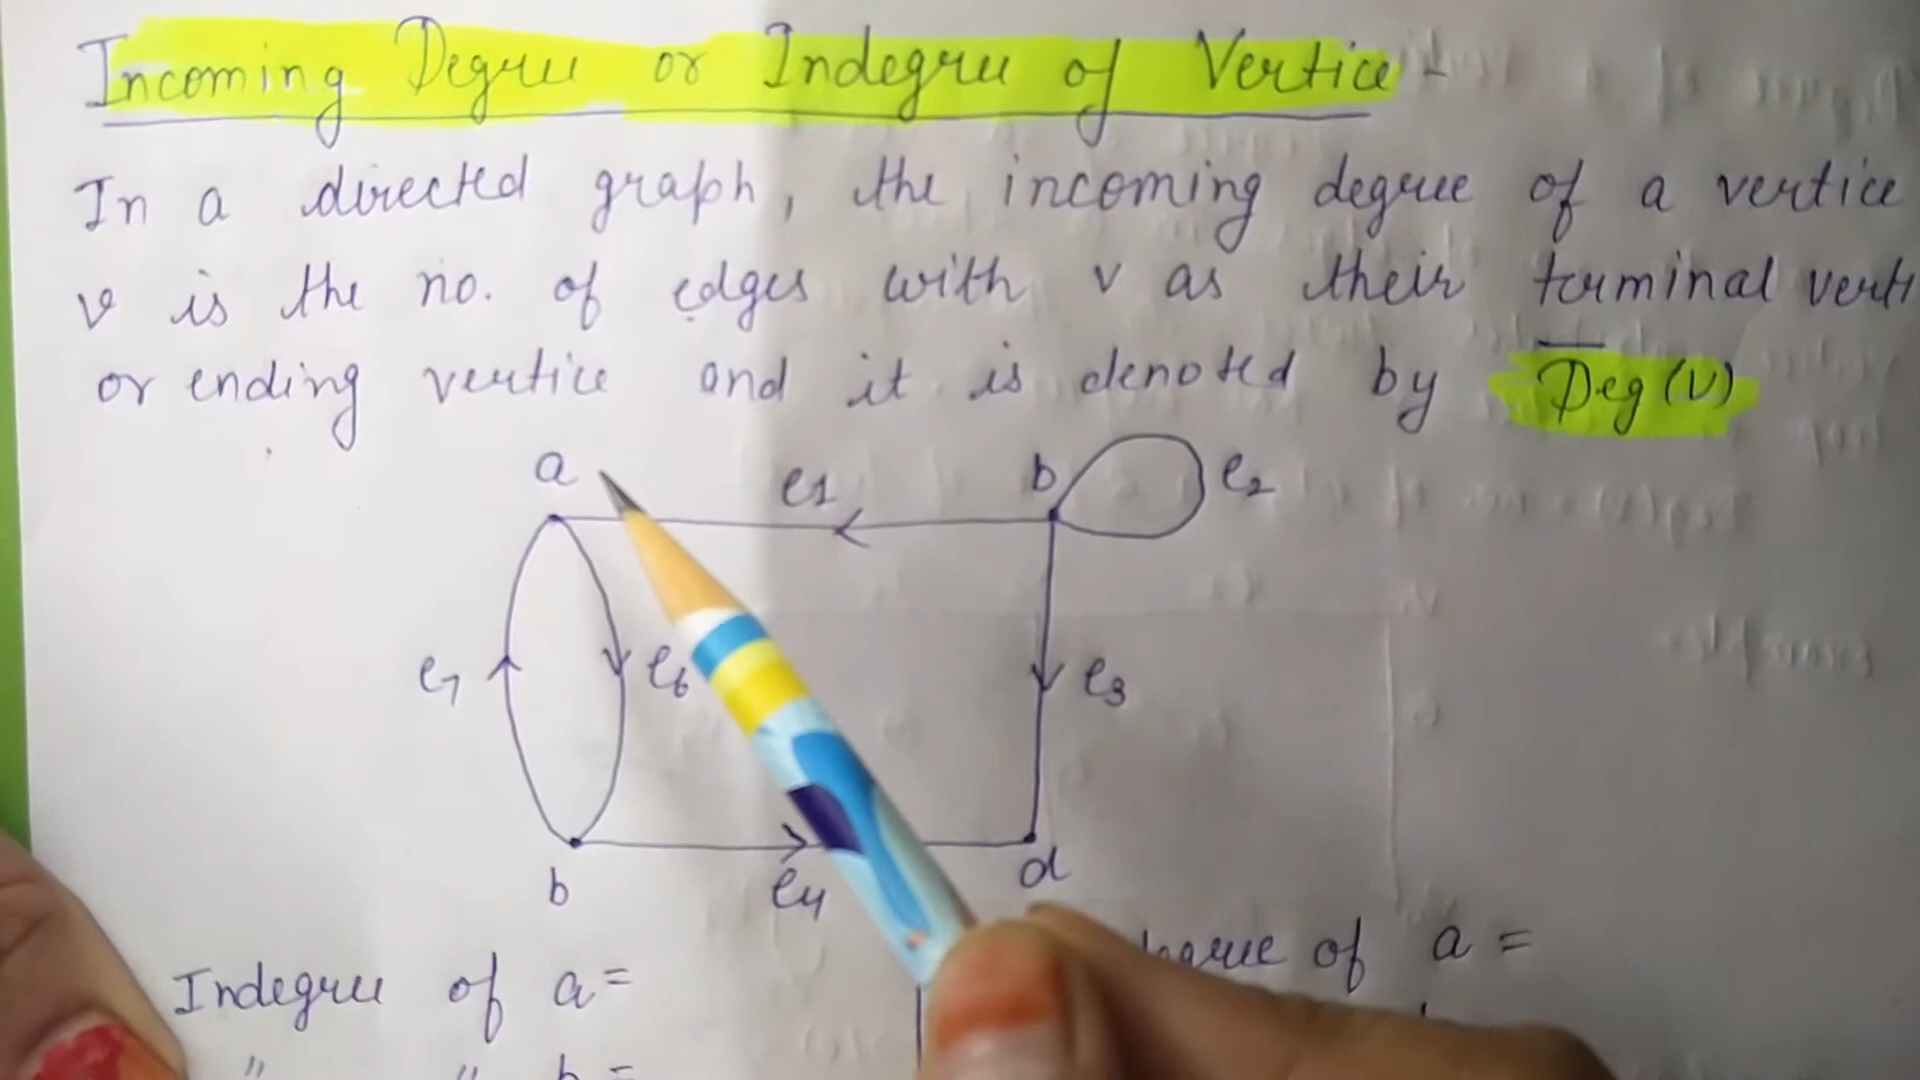 Incoming Degree or Indegree of Vertice -
In a directed graph, the incoming degree of a vertice
v is the no. of edges with v as their terminal verti
or ending vertice and it is denoted by Deg(V)
a e1 b e2
e7 e6 e3
b e4 d
Indegree of a =
degree of a =
" " b =